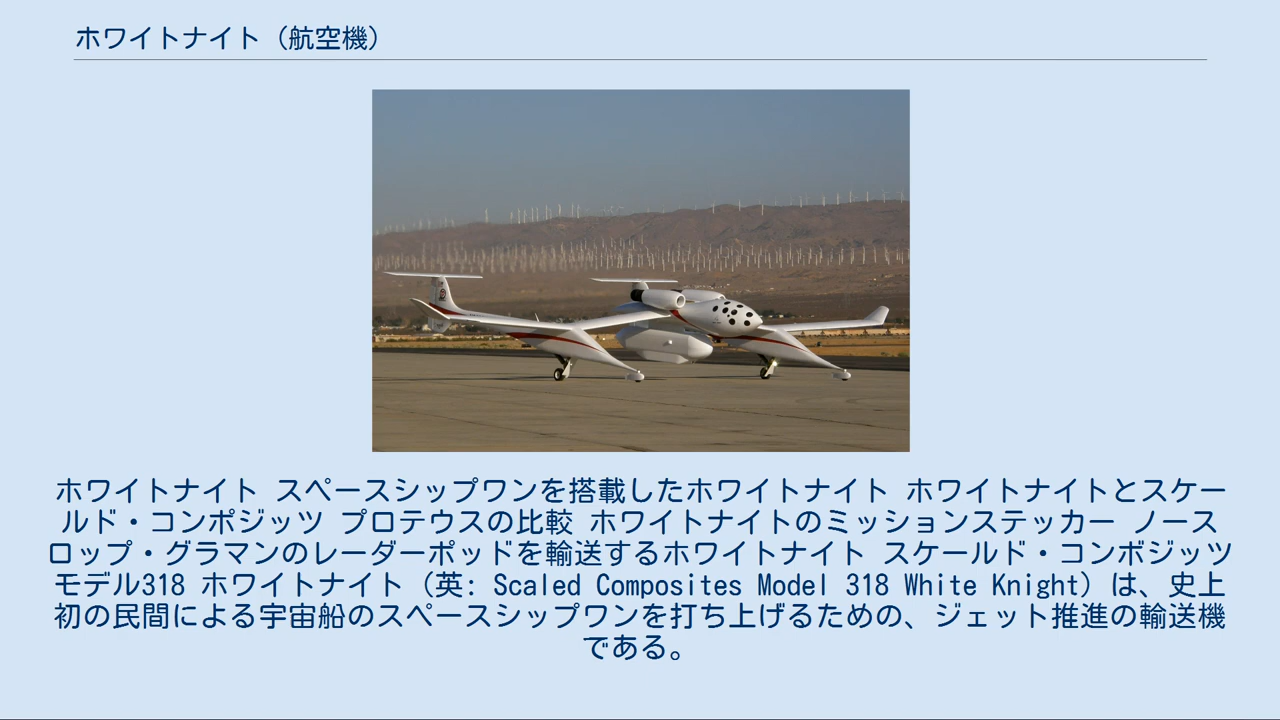 ホワイトナイト（航空機）
ホワイトナイト スペースシップワンを搭載したホワイトナイト ホワイトナイトとスケー
ルド・コンポジッツ プロテウスの比較 ホワイトナイトのミッションステッカー ノース
ロップ・グラマンのレーダーポッドを輸送するホワイトナイト スケールド・コンボジッツ
モデル318 ホワイトナイト（英: Scaled Composites Model 318 White Knight）は、史上
初の民間による宇宙船のスペースシップワンを打ち上げるための、ジェット推進の輸送機
である。